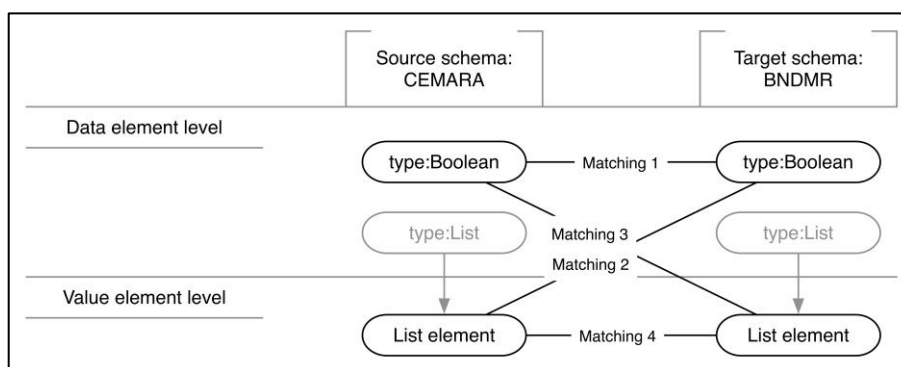 Source schema:
CEMARA
Target schema:
BNDMR
Data element level
type:Boolean
Matching 1
type:Boolean
type:List
Matching 3
type:List
Matching 2
Value element level
List element
Matching 4
List element